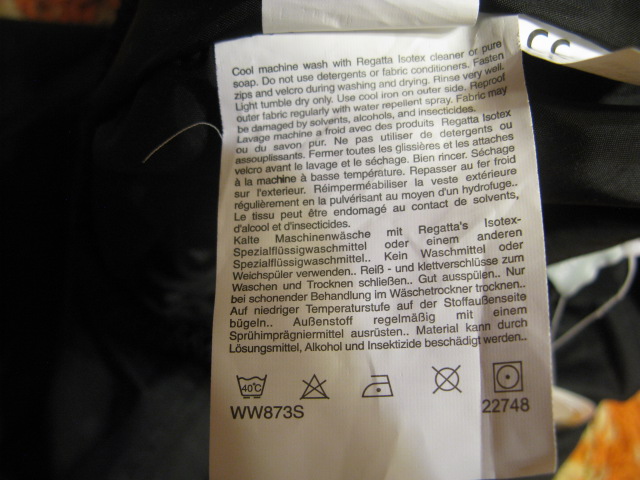 CC
Cool machine wash with Regatta Isotex cleaner or pure
soap. Do not use detergents or fabric conditioners. Fasten
zips and velcro during washing and drying. Rinse very well.
Light tumble dry only. Use cool iron on outer side. Reproof
outer fabric regularly with water repellent spray. Fabric may
be damaged by solvents, alcohols, and insecticides.
Lavage machine a froid avec des produits Regatta Isotex
ou du savon pur. Ne pas utiliser de detergents ou
assouplissants. Fermer toutes les glissières et les attaches
velcro avant le lavage et le séchage. Bien rincer. Séchage
à la machine à basse température. Repasser au fer froid
sur l'exterieur. Réimperméabiliser la veste extérieure
régulièrement en la pulvérisant au moyen d'un hydrofuge..
Le tissu peut être endomagé au contact de solvents,
d'alcool et d'insecticides.
Kalte Maschinenwäsche mit Regatta's Isotex-
Spezialflüssigwaschmittel oder einem anderen
Spezialflüssigwaschmittel.. Kein Waschmittel oder
Weichspüler verwenden.. Reiß - und klettverschlüsse zum
Waschen und Trocknen schließen.. Gut ausspülen.. Nur
bei schonender Behandlung im Wäschetrockner trocknen..
Auf niedriger Temperaturstufe auf der Stoffaußenseite
bügeln.. Außenstoff regelmäßig mit einem
Sprühimprägniermittel ausrüsten.. Material kann durch
Lösungsmittel, Alkohol und Insektizide beschädigt werden..
40°C
WW873S 22748